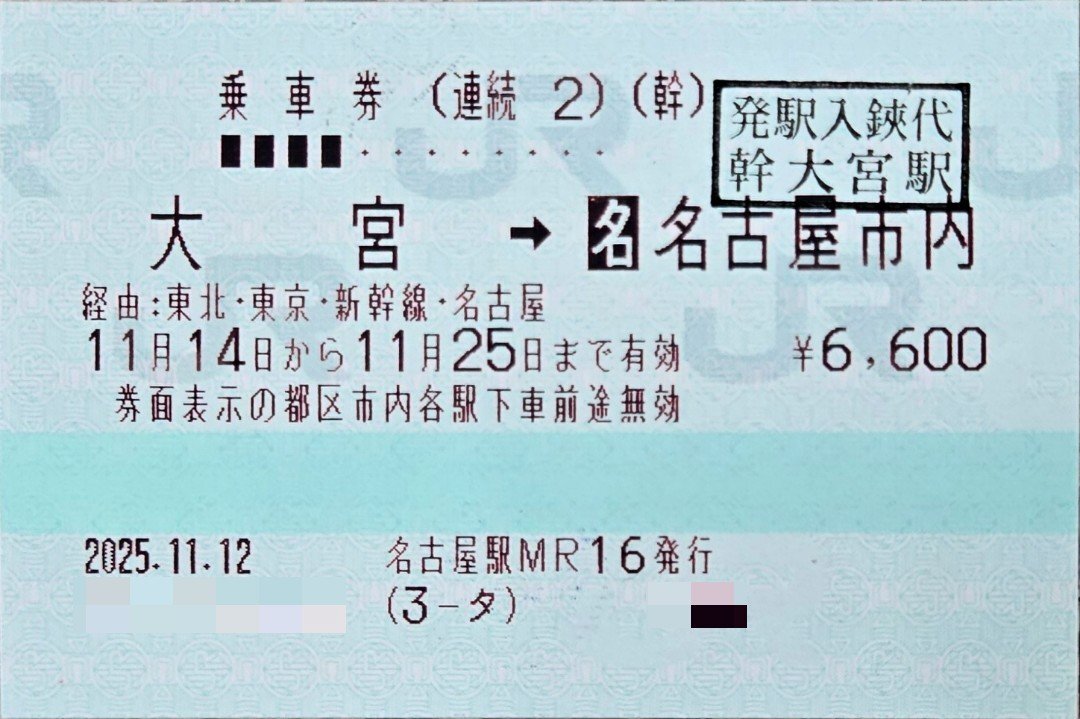 乗車券 (連続 2) (幹)
発駅入鋏代
幹大宮駅
大宮 → 名 名古屋市内
経由:東北・東京・新幹線・名古屋
11月14日から11月25日まで有効 ¥6,600
券面表示の都区市内各駅下車前途無効
2025.11.12 名古屋駅MR16発行
(3-タ)